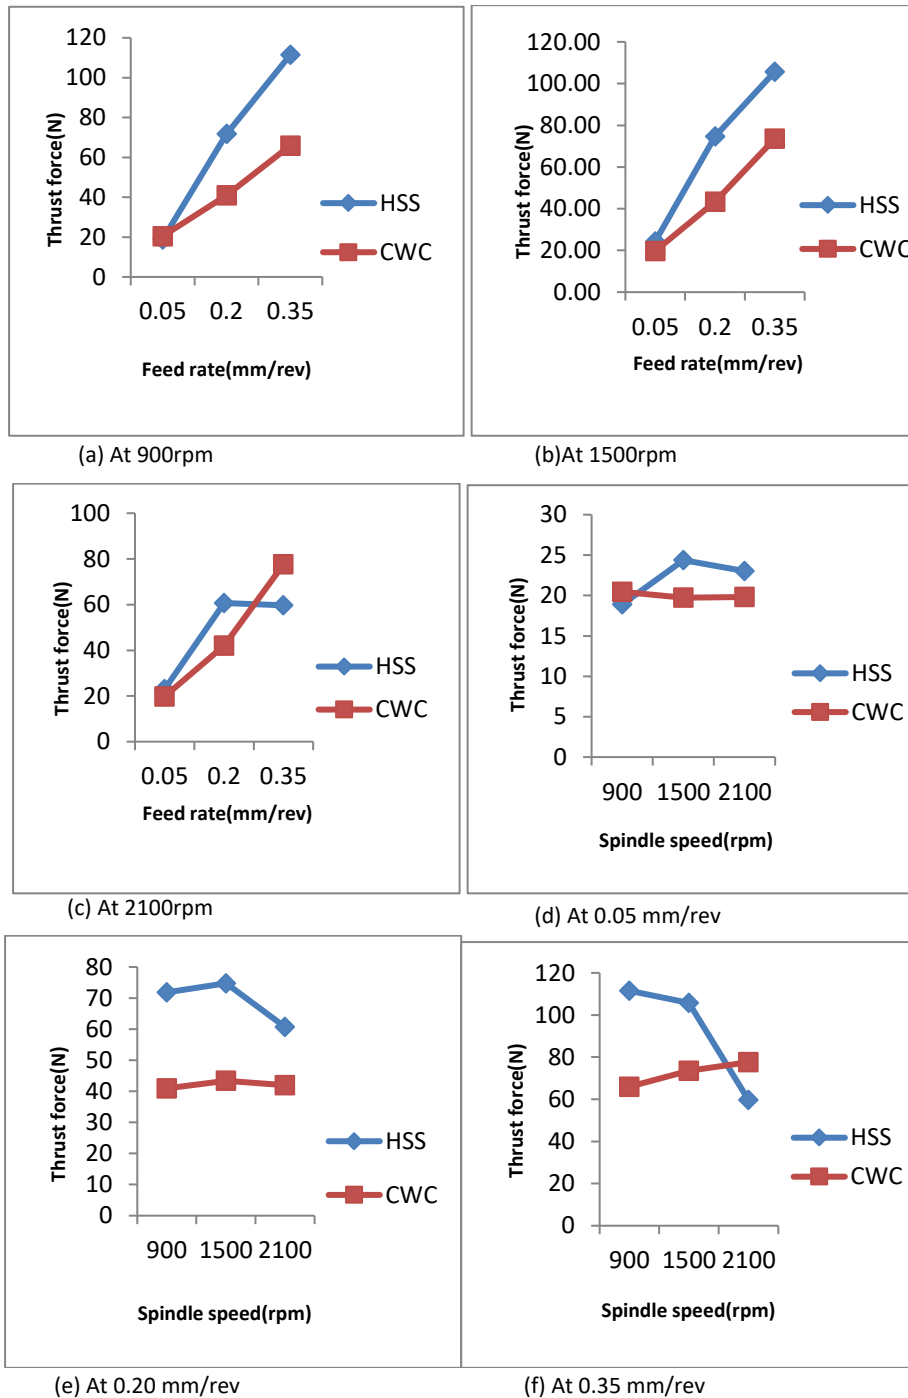 120
100
80
60
40
20
0
Thrust force(N)
0.05 0.2 0.35
Feed rate(mm/rev)
HSS
CWC
(a) At 900rpm
120.00
100.00
80.00
60.00
40.00
20.00
0.00
Thrust force(N)
0.05 0.2 0.35
Feed rate(mm/rev)
HSS
CWC
(b)At 1500rpm
100
80
60
40
20
0
Thrust force(N)
0.05 0.2 0.35
Feed rate(mm/rev)
HSS
CWC
(c) At 2100rpm
30
25
20
15
10
5
0
Thrust force(N)
900 1500 2100
Spindle speed(rpm)
HSS
CWC
(d) At 0.05 mm/rev
80
70
60
50
40
30
20
10
0
Thrust force(N)
900 1500 2100
Spindle speed(rpm)
HSS
CWC
(e) At 0.20 mm/rev
120
100
80
60
40
20
0
Thrust force(N)
900 1500 2100
Spindle speed(rpm)
HSS
CWC
(f) At 0.35 mm/rev